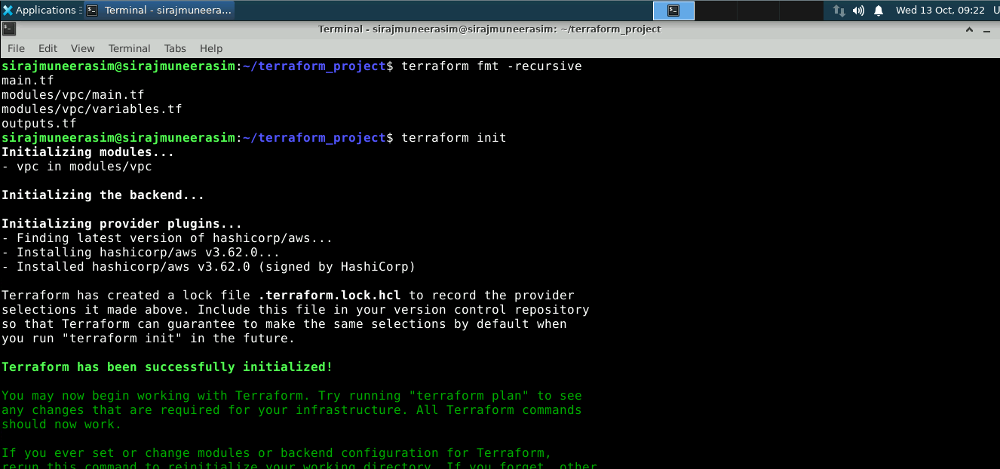 Applications
Terminal - sirajmuneera...
Wed 13 Oct, 09:22 U
Terminal - sirajmuneerasim@sirajmuneerasim: ~/terraform_project
File Edit View Terminal Tabs Help
sirajmuneerasim@sirajmuneerasim:~/terraform_project$ terraform fmt -recursive
main.tf
modules/vpc/main.tf
modules/vpc/variables.tf
outputs.tf
sirajmuneerasim@sirajmuneerasim:~/terraform_project$ terraform init
Initializing modules...
- vpc in modules/vpc
Initializing the backend...
Initializing provider plugins...
- Finding latest version of hashicorp/aws...
- Installing hashicorp/aws v3.62.0...
- Installed hashicorp/aws v3.62.0 (signed by HashiCorp)
Terraform has created a lock file .terraform.lock.hcl to record the provider
selections it made above. Include this file in your version control repository
so that Terraform can guarantee to make the same selections by default when
you run "terraform init" in the future.
Terraform has been successfully initialized!
You may now begin working with Terraform. Try running "terraform plan" to see
any changes that are required for your infrastructure. All Terraform commands
should now work.
If you ever set or change modules or backend configuration for Terraform,
rerun this command to reinitialize your working directory. If you forget, other